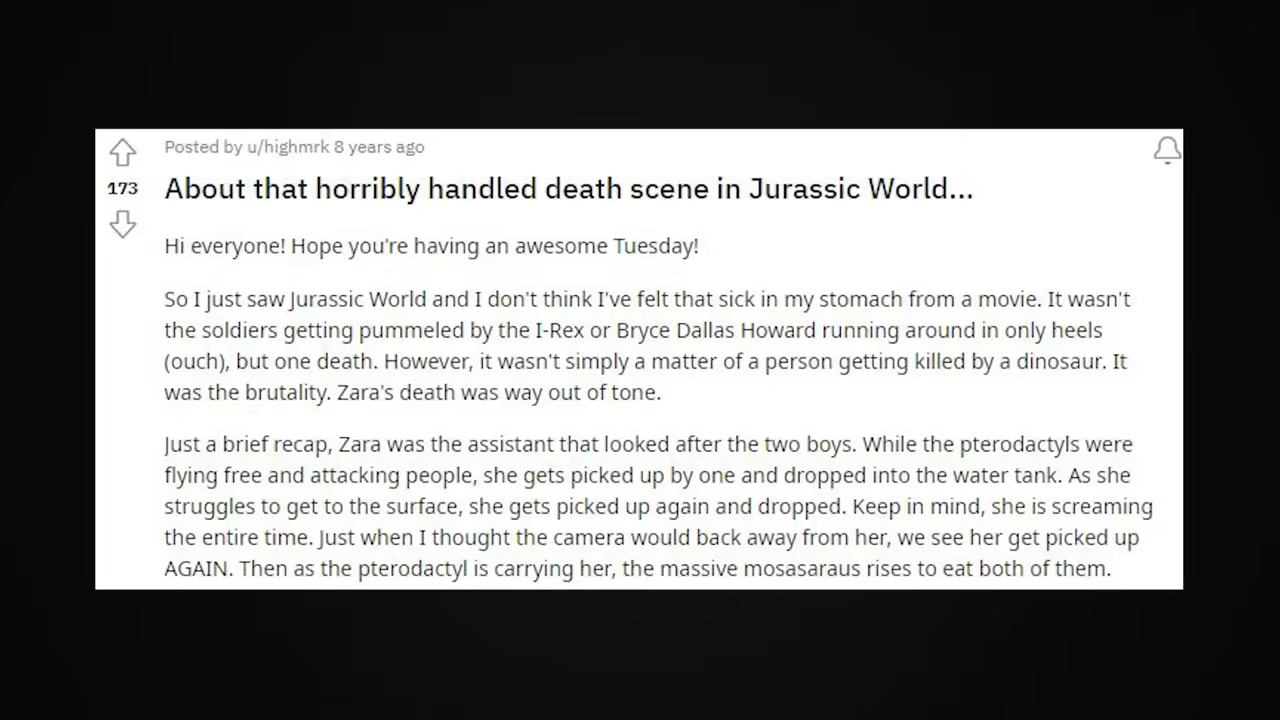 Posted by u/highmrk 8 years ago
173
About that horribly handled death scene in Jurassic World...
Hi everyone! Hope you're having an awesome Tuesday!
So I just saw Jurassic World and I don't think I've felt that sick in my stomach from a movie. It wasn't
the soldiers getting pummeled by the I-Rex or Bryce Dallas Howard running around in only heels
(ouch), but one death. However, it wasn't simply a matter of a person getting killed by a dinosaur. It
was the brutality. Zara's death was way out of tone.
Just a brief recap, Zara was the assistant that looked after the two boys. While the pterodactyls were
flying free and attacking people, she gets picked up by one and dropped into the water tank. As she
struggles to get to the surface, she gets picked up again and dropped. Keep in mind, she is screaming
the entire time. Just when I thought the camera would back away from her, we see her get picked up
AGAIN. Then as the pterodactyl is carrying her, the massive mosasaraus rises to eat both of them.